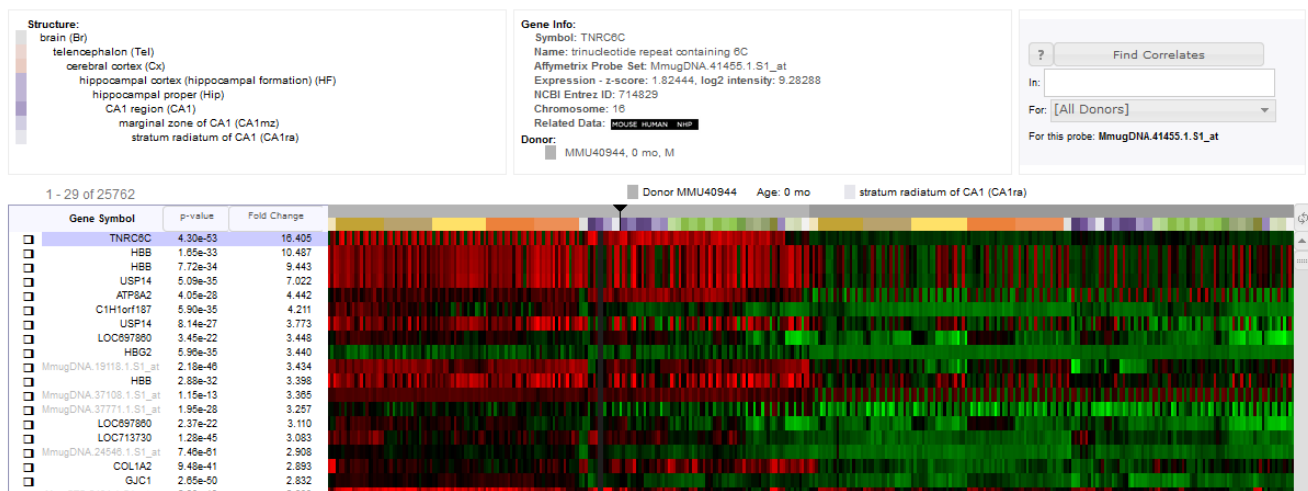 Structure:
brain (Br)
telencephalon (Tel)
cerebral cortex (Cx)
hippocampal cortex (hippocampal formation) (HF)
hippocampal proper (Hip)
CA1 region (CA1)
marginal zone of CA1 (CA1mz)
stratum radiatum of CA1 (CA1ra)
Gene Info:
Symbol: TNRC6C
Name: trinucleotide repeat containing 6C
Affymetrix Probe Set: MmugDNA.41455.1.S1_at
Expression - z-score: 1.82444, log2 intensity: 9.28288
NCBI Entrez ID: 714829
Chromosome: 16
Related Data: MOUSE HUMAN NHP
Donor:
MMU40944, 0 mo, M
? Find Correlates
In:
For: [All Donors]
For this probe: MmugDNA.41455.1.S1_at
1 - 29 of 25762
Donor MMU40944 Age: 0 mo stratum radiatum of CA1 (CA1ra)
Gene Symbol p-value Fold Change
TNRC6C 4.30e-53 16.405
HBB 1.65e-33 10.487
HBB 7.72e-34 9.443
USP14 5.09e-35 7.022
ATP8A2 4.05e-28 4.442
C1H1orf187 5.90e-35 4.211
USP14 8.14e-27 3.773
LOC697860 3.45e-22 3.448
HBG2 5.96e-35 3.440
MmugDNA.19118.1.S1_at 2.18e-46 3.434
HBB 2.88e-32 3.398
MmugDNA.37108.1.S1_at 1.15e-13 3.365
MmugDNA.37771.1.S1_at 1.95e-28 3.257
LOC697860 2.37e-22 3.110
LOC713730 1.28e-45 3.083
MmugDNA.24546.1.S1_at 7.46e-61 2.908
COL1A2 9.48e-41 2.893
GJC1 2.65e-50 2.832